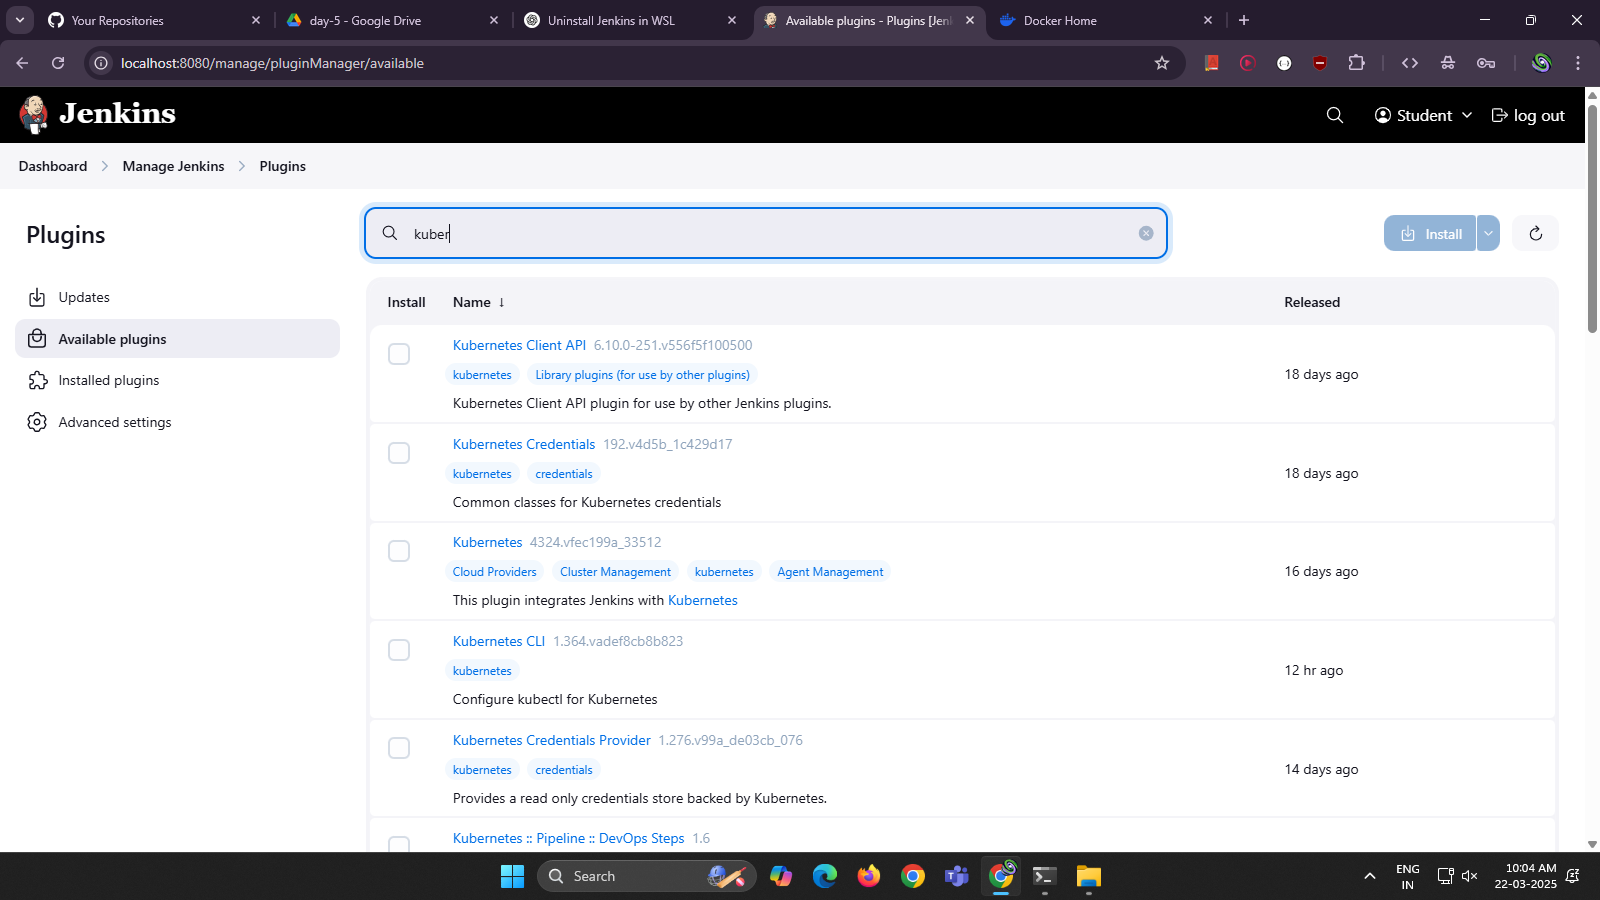 Your Repositories
day-5 - Google Drive
Uninstall Jenkins in WSL
Available plugins - Plugins [Jen
Docker Home
localhost:8080/manage/pluginManager/available
Jenkins
Student
log out
Dashboard
Manage Jenkins
Plugins
Plugins
kuber
Install
Updates
Available plugins
Installed plugins
Advanced settings
Install Name ↓ Released
Kubernetes Client API 6.10.0-251.v556f5f100500
kubernetes Library plugins (for use by other plugins)
18 days ago
Kubernetes Client API plugin for use by other Jenkins plugins.
Kubernetes Credentials 192.v4d5b_1c429d17
kubernetes credentials
18 days ago
Common classes for Kubernetes credentials
Kubernetes 4324.vfec199a_33512
Cloud Providers Cluster Management kubernetes Agent Management
16 days ago
This plugin integrates Jenkins with Kubernetes
Kubernetes CLI 1.364.vadef8cb8b823
kubernetes
12 hr ago
Configure kubectl for Kubernetes
Kubernetes Credentials Provider 1.276.v99a_de03cb_076
kubernetes credentials
14 days ago
Provides a read only credentials store backed by Kubernetes.
Kubernetes :: Pipeline :: DevOps Steps 1.6
Search
ENG
IN
10:04 AM
22-03-2025